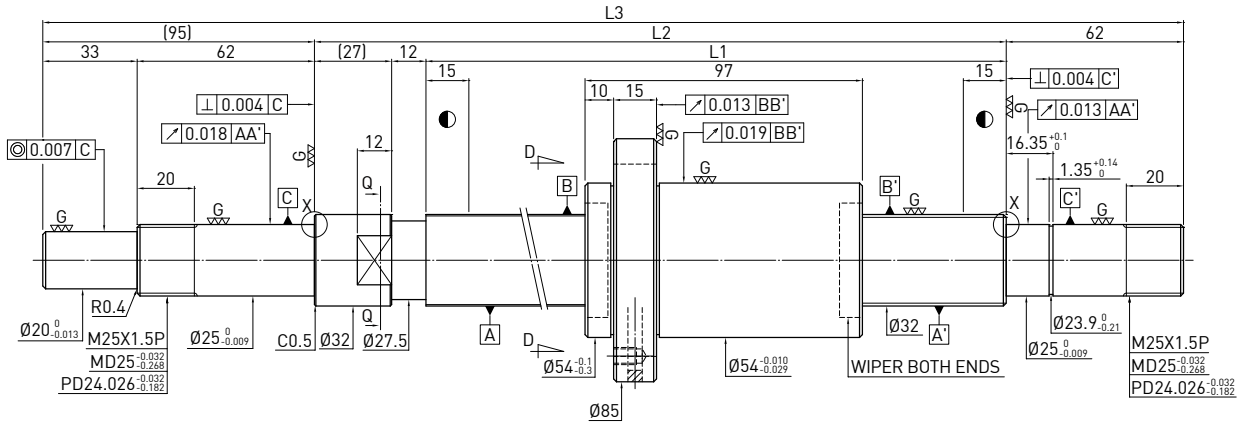 L3
(95) L2 62
33 62 (27) 12 L1
15 97 15
⊥ 0.004 C 10 15 ↗ 0.013 BB' ⊥ 0.004 C'
↗ 0.018 AA' ↗ 0.019 BB' ↗ 0.013 AA'
◎ 0.007 C G 12 G G 16.35 +0.1 0
D 1.35 +0.14 0
20 Q G 20
G G C X B B' G X C' G
R0.4 Q A A'
Ø20 0 -0.013 M25X1.5P Ø25 0 -0.009 C0.5 Ø32 Ø27.5 D Ø32 Ø23.9 0 -0.21
MD25 -0.032 -0.268 Ø54 -0.1 -0.3 Ø54 -0.010 -0.029 WIPER BOTH ENDS Ø25 0 -0.009 M25X1.5P
PD24.026 -0.032 -0.182 MD25 -0.032 -0.268
Ø85 PD24.026 -0.032 -0.182